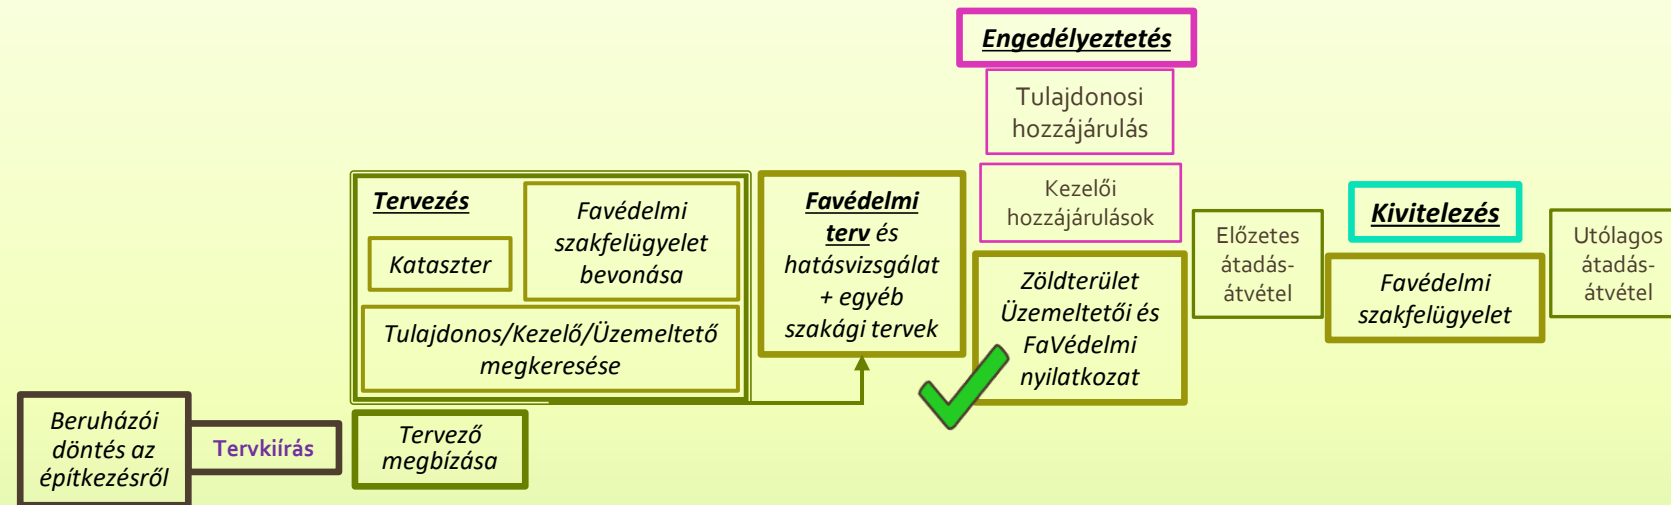 Beruházói
döntés az
építkezésről
Tervkiírás
Tervező
megbízása
Tervezés
Kataszter
Favédelmi
szakfelügyelet
bevonása
Tulajdonos/Kezelő/Üzemeltető
megkeresése
Favédelmi
terv és
hatásvizsgálat
+ egyéb
szakági tervek
Engedélyeztetés
Tulajdonosi
hozzájárulás
Kezelői
hozzájárulások
Zöldterület
Üzemeltetői és
FaVédelmi
nyilatkozat
Előzetes
átadás-
átvétel
Kivitelezés
Favédelmi
szakfelügyelet
Utólagos
átadás-
átvétel